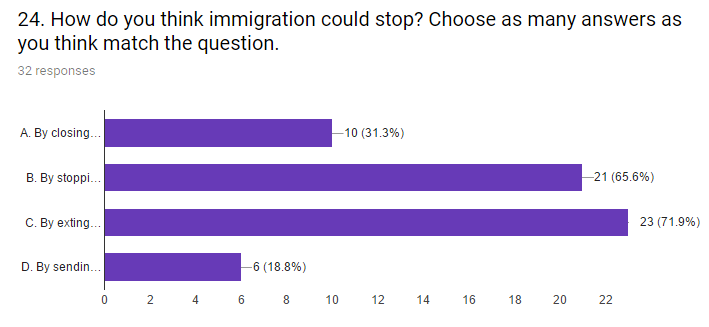 24. How do you think immigration could stop? Choose as many answers as
you think match the question.
32 responses
A. By closing...
10 (31.3%)
B. By stoppi...
21 (65.6%)
C. By exting...
23 (71.9%)
D. By sendin...
6 (18.8%)
0 2 4 6 8 10 12 14 16 18 20 22